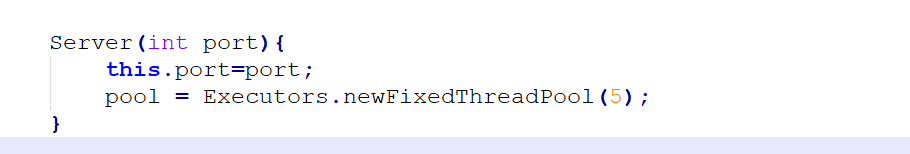 Server(int port){
this.port=port;
pool = Executors.newFixedThreadPool(5);
}